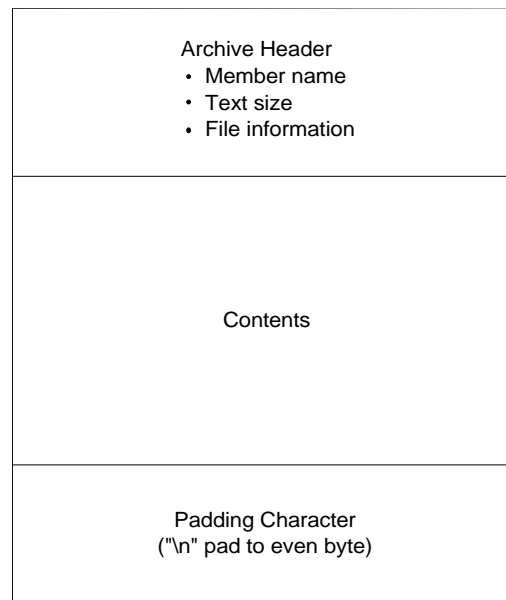 Archive Header
• Member name
• Text size
• File information
Contents
Padding Character
("\n" pad to even byte)